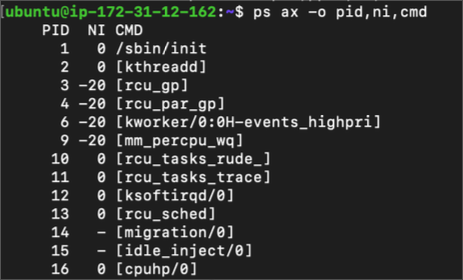 [ubuntu@ip-172-31-12-162:~$ ps ax -o pid,ni,cmd
PID NI CMD
1 0 /sbin/init
2 0 [kthreadd]
3 -20 [rcu_gp]
4 -20 [rcu_par_gp]
6 -20 [kworker/0:0H-events_highpri]
9 -20 [mm_percpu_wq]
10 0 [rcu_tasks_rude_]
11 0 [rcu_tasks_trace]
12 0 [ksoftirqd/0]
13 0 [rcu_sched]
14 - [migration/0]
15 - [idle_inject/0]
16 0 [cpuhp/0]